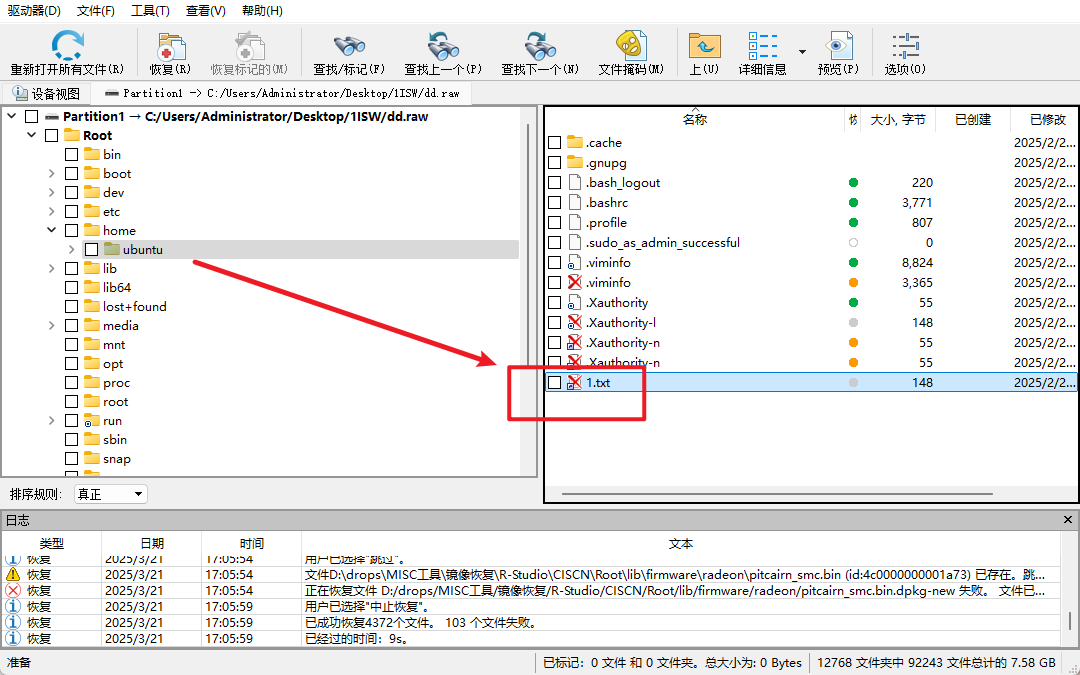 驱动器(D) 文件(F) 工具(T) 查看(V) 帮助(H)
重新打开所有文件(R) 恢复(R) 恢复标记的(M) 查找/标记(F) 查找上一个(P) 查找下一个(N) 文件掩码(M) 上(U) 详细信息 预览(P) 选项(O)
设备视图 Partition1 -> C:/Users/Administrator/Desktop/1ISW/dd.raw
Partition1 → C:/Users/Administrator/Desktop/1ISW/dd.raw
Root
bin
boot
dev
etc
home
ubuntu
lib
lib64
lost+found
media
mnt
opt
proc
root
run
sbin
snap
排序规则: 真正
名称 大小, 字节 已创建 已修改
.cache 2025/2/2...
.gnupg 2025/2/2...
.bash_logout 220 2025/2/2...
.bashrc 3,771 2025/2/2...
.profile 807 2025/2/2...
.sudo_as_admin_successful 0 2025/2/2...
.viminfo 8,824 2025/2/2...
.viminfo 3,365 2025/2/2...
.Xauthority 55 2025/2/2...
.Xauthority-l 148 2025/2/2...
.Xauthority-n 55 2025/2/2...
.Xauthority-n 55 2025/2/2...
1.txt 148 2025/2/2...
日志
类型 日期 时间 文本
恢复 2025/3/21 17:05:54 用户已选择"跳过"。
恢复 2025/3/21 17:05:54 文件D:\drops\MISC工具\镜像恢复\R-Studio\CISCN\Root\lib\firmware\radeon\pitcairn_smc.bin (id:4c0000000001a73) 已存在。跳...
恢复 2025/3/21 17:05:54 正在恢复文件 D:/drops/MISC工具/镜像恢复/R-Studio/CISCN/Root/lib/firmware/radeon/pitcairn_smc.bin.dpkg-new 失败。 文件已...
恢复 2025/3/21 17:05:59 用户已选择"中止恢复"。
恢复 2025/3/21 17:05:59 已成功恢复4372个文件。 103 个文件失败。
恢复 2025/3/21 17:05:59 已经过的时间：9s。
准备 已标记：0 文件 和 0 文件夹。总大小为: 0 Bytes 12768 文件夹中 92243 文件总计的 7.58 GB